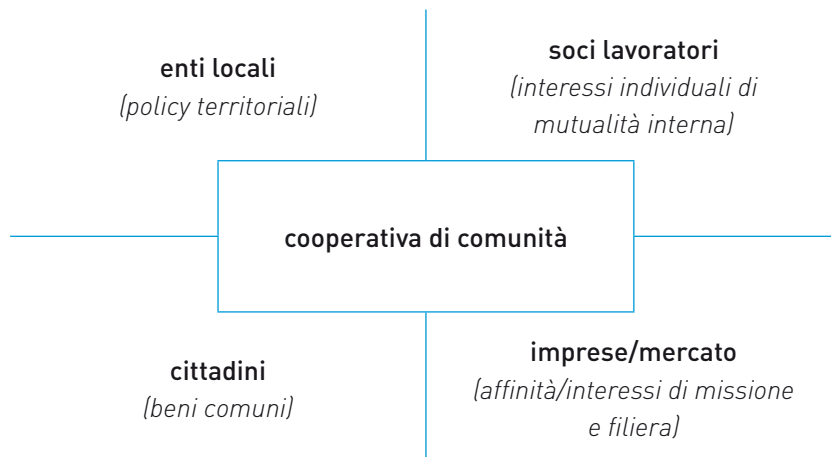 enti locali
(policy territoriali)
soci lavoratori
(interessi individuali di
mutualità interna)
cooperativa di comunità
cittadini
(beni comuni)
imprese/mercato
(affinità/interessi di missione
e filiera)